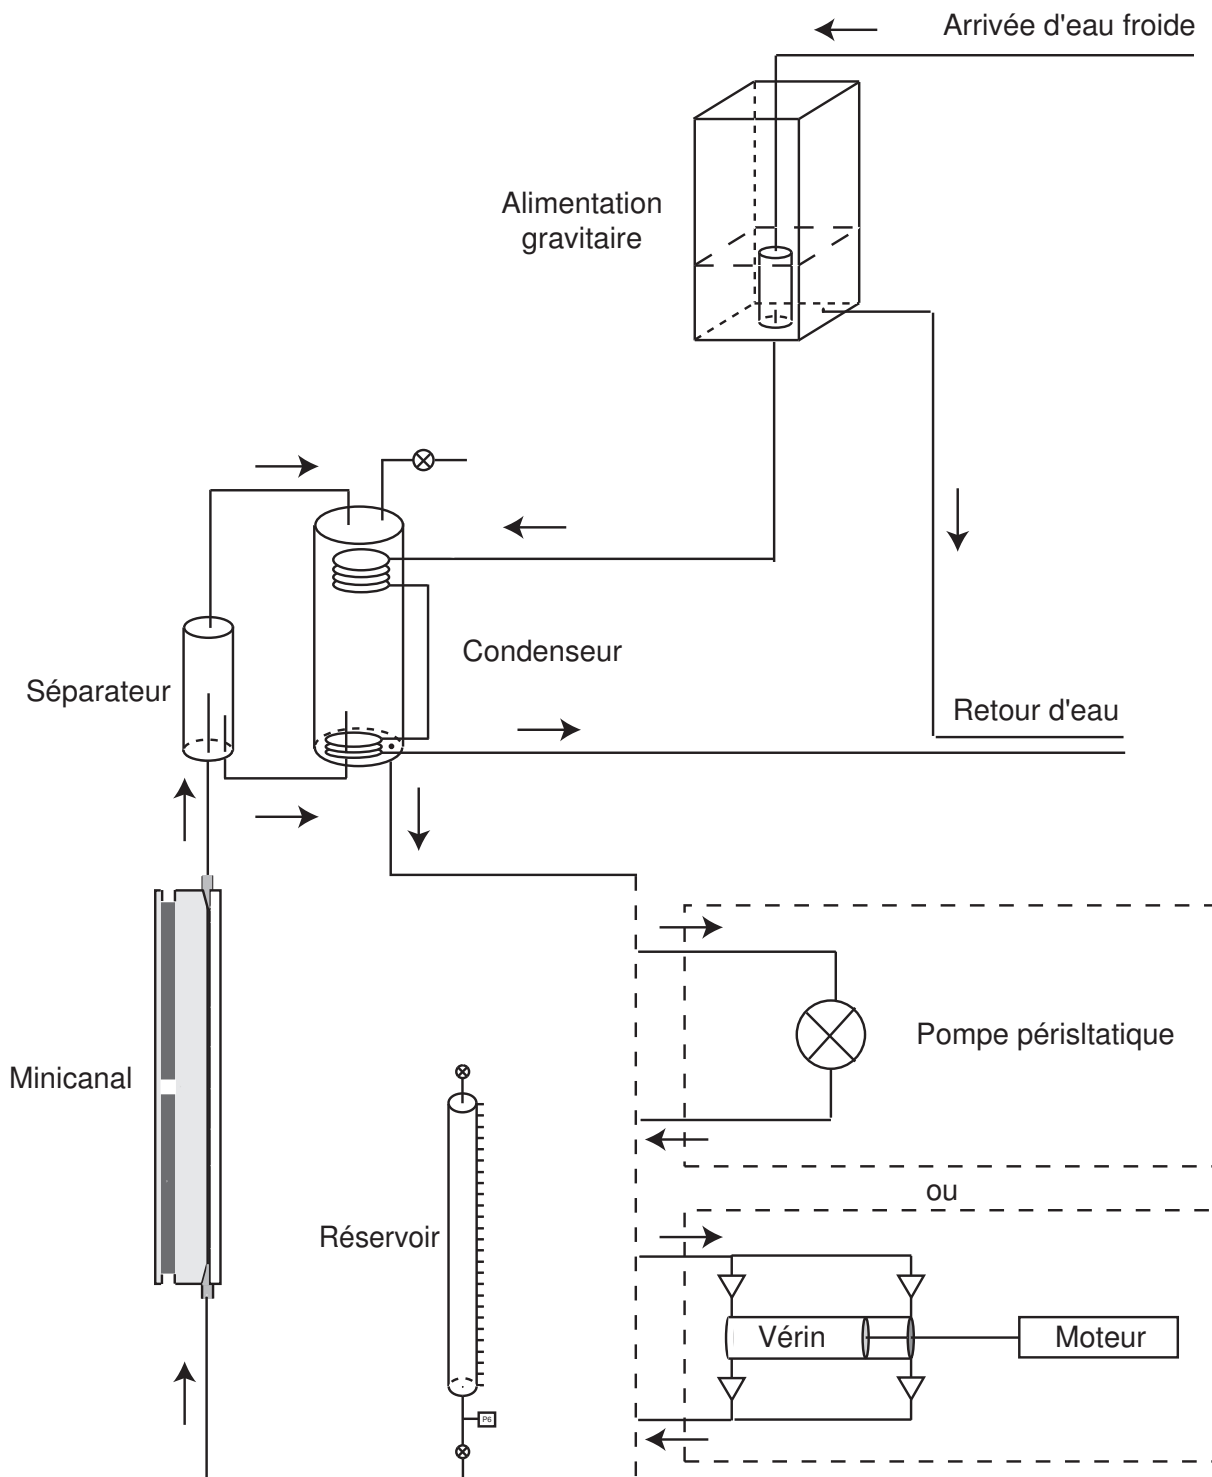 Arrivée d'eau froide
Alimentation
gravitaire
Condenseur
Séparateur
Retour d'eau
Pompe périsltatique
Minicanal
ou
Réservoir
Vérin
Moteur
P6